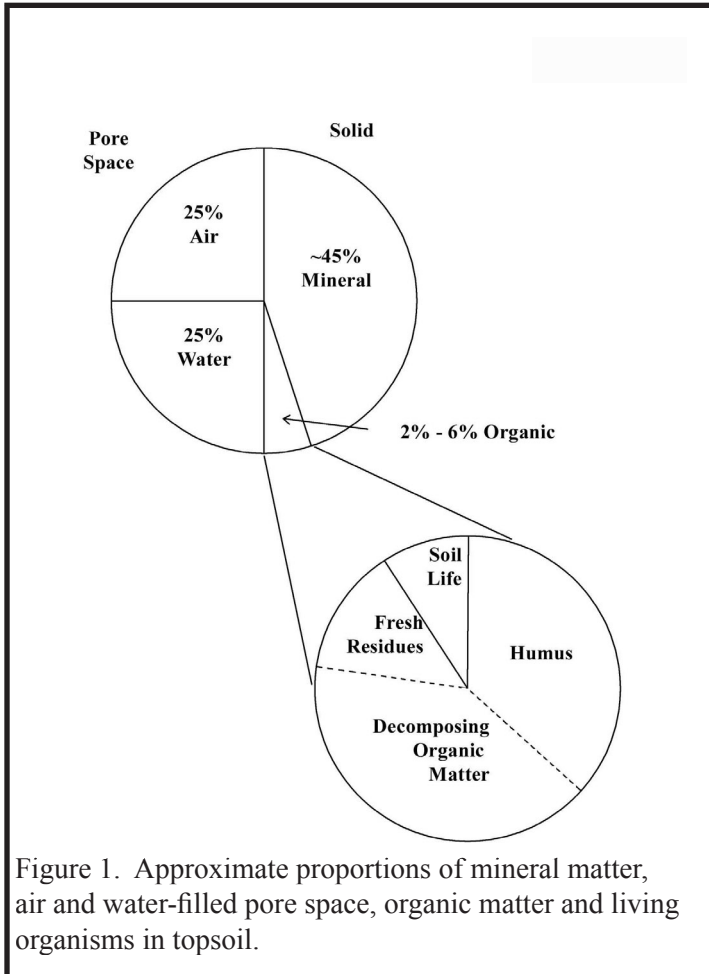 Pore
Space
Solid
25%
Air
~45%
Mineral
25%
Water
2% - 6% Organic
Soil
Life
Fresh
Residues
Humus
Decomposing
Organic
Matter
Figure 1.  Approximate proportions of mineral matter,
air and water-filled pore space, organic matter and living
organisms in topsoil.